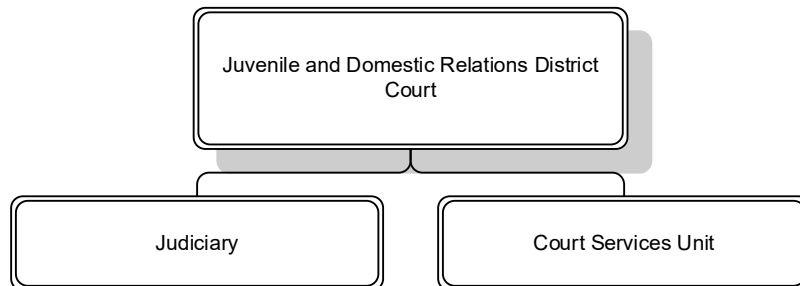 Juvenile and Domestic Relations District
Court
Judiciary
Court Services Unit